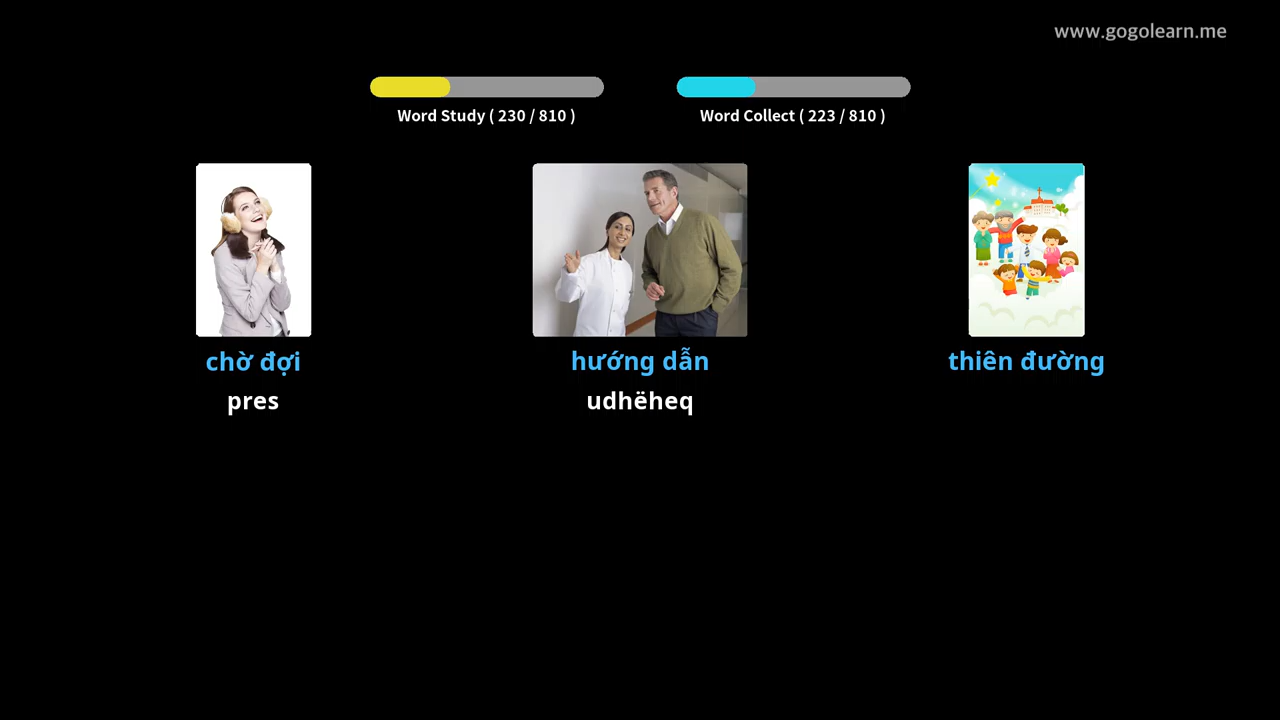 www.gogolearn.me
Word Study ( 230 / 810 )
Word Collect ( 223 / 810 )
chờ đợi
pres
hướng dẫn
udhëheq
thiên đường